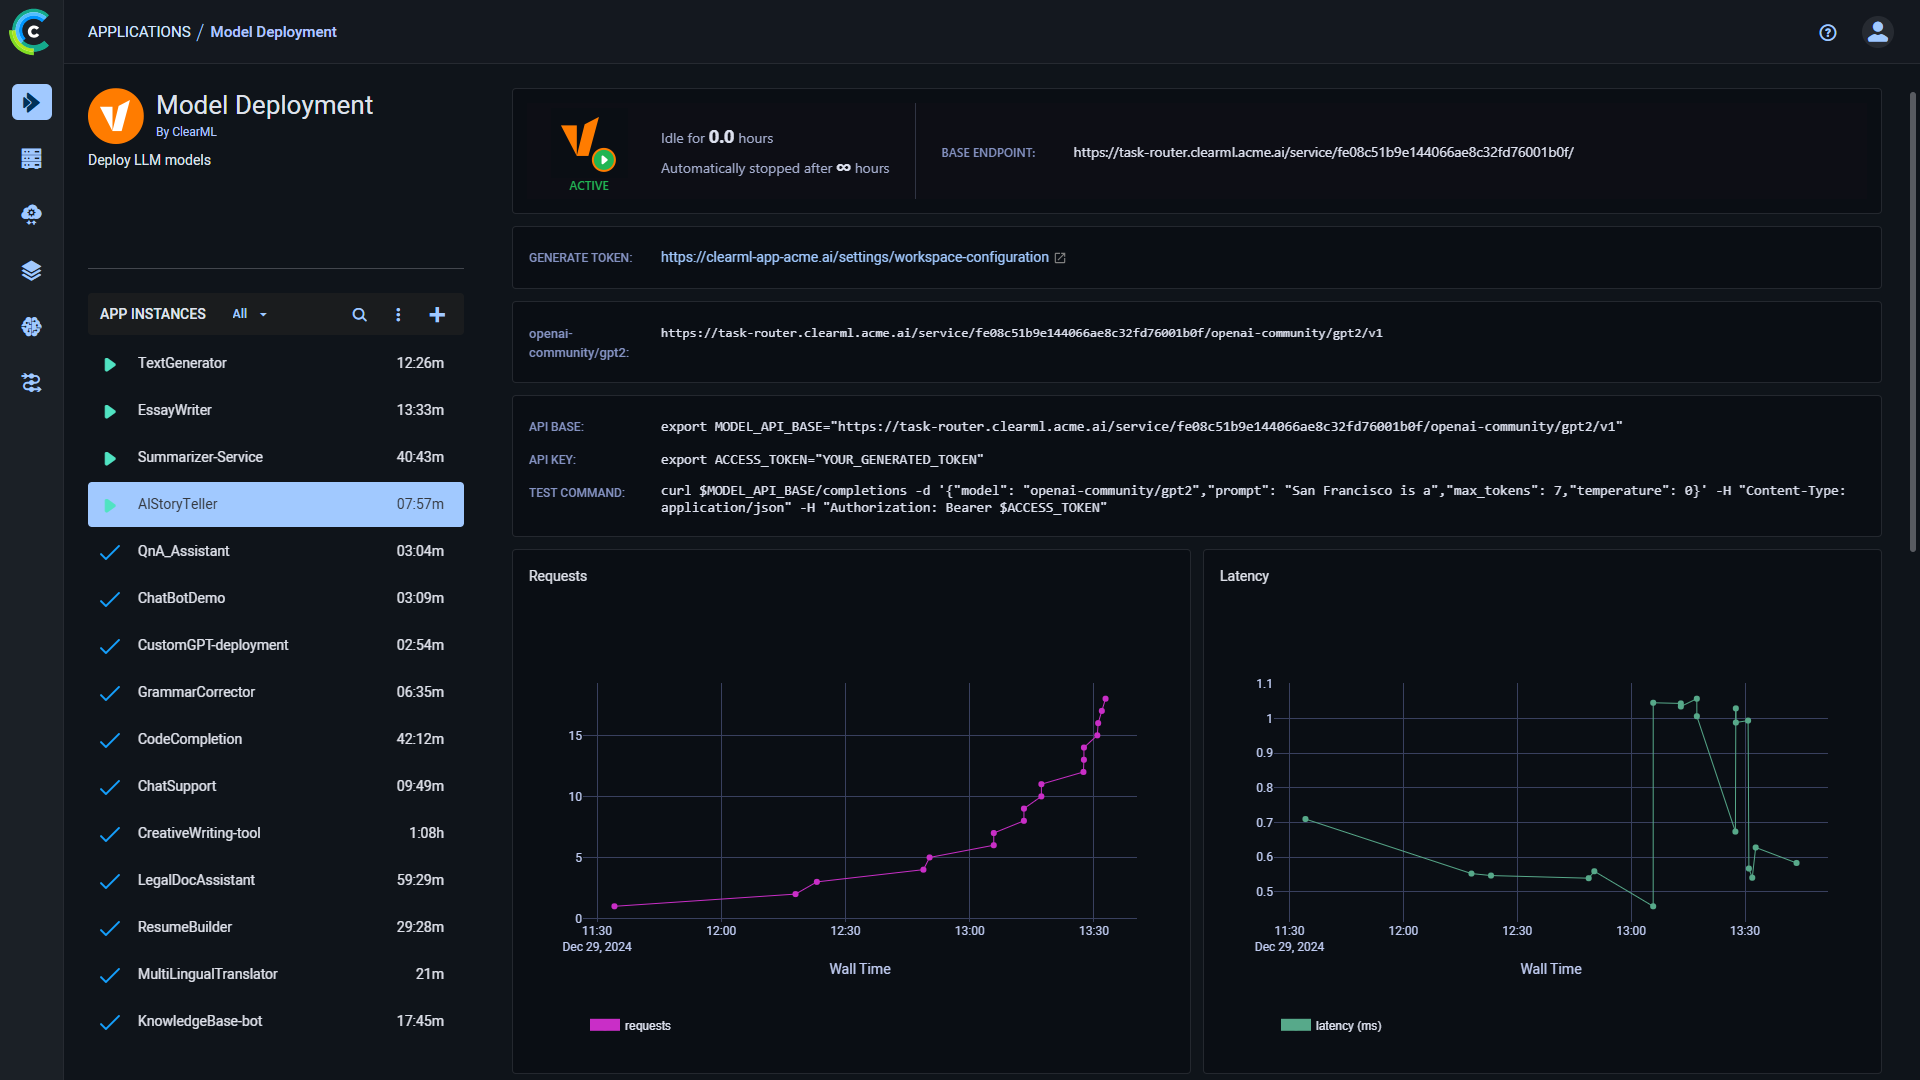 APPLICATIONS / Model Deployment
Model Deployment
By ClearML
Deploy LLM models
APP INSTANCES All
TextGenerator 12:26m
EssayWriter 13:33m
Summarizer-Service 40:43m
AIStoryTeller 07:57m
QnA_Assistant 03:04m
ChatBotDemo 03:09m
CustomGPT-deployment 02:54m
GrammarCorrector 06:35m
CodeCompletion 42:12m
ChatSupport 09:49m
CreativeWriting-tool 1:08h
LegalDocAssistant 59:29m
ResumeBuilder 29:28m
MultiLingualTranslator 21m
KnowledgeBase-bot 17:45m
ACTIVE
Idle for 0.0 hours
Automatically stopped after ∞ hours
BASE ENDPOINT: https://task-router.clearml.acme.ai/service/fe08c51b9e144066ae8c32fd76001b0f/
GENERATE TOKEN: https://clearml-app-acme.ai/settings/workspace-configuration
openai-
community/gpt2:
https://task-router.clearml.acme.ai/service/fe08c51b9e144066ae8c32fd76001b0f/openai-community/gpt2/v1
API BASE: export MODEL_API_BASE="https://task-router.clearml.acme.ai/service/fe08c51b9e144066ae8c32fd76001b0f/openai-community/gpt2/v1"
API KEY: export ACCESS_TOKEN="YOUR_GENERATED_TOKEN"
TEST COMMAND: curl $MODEL_API_BASE/completions -d '{"model": "openai-community/gpt2","prompt": "San Francisco is a","max_tokens": 7,"temperature": 0}' -H "Content-Type:
application/json" -H "Authorization: Bearer $ACCESS_TOKEN"
Requests
15
10
5
0
11:30 12:00 12:30 13:00 13:30
Dec 29, 2024
Wall Time
requests
Latency
1.1
1
0.9
0.8
0.7
0.6
0.5
11:30 12:00 12:30 13:00 13:30
Dec 29, 2024
Wall Time
latency (ms)